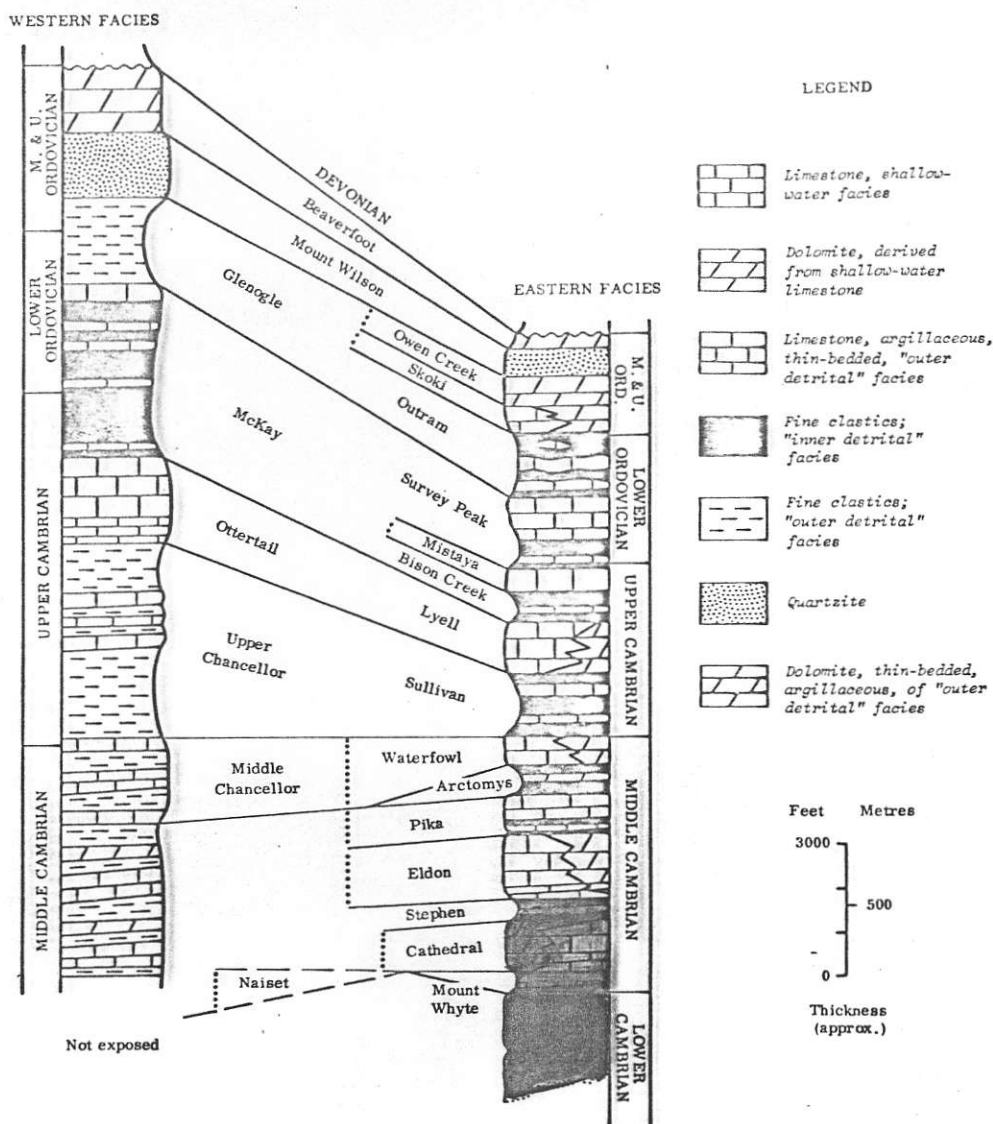 WESTERN FACIES
M. & U.
ORDOVICIAN
LOWER
ORDOVICIAN
UPPER CAMBRIAN
MIDDLE CAMBRIAN
DEVONIAN
Beaverfoot
Mount Wilson
Glenogle
Owen Creek
Skoki
Outram
McKay
Survey Peak
Mistaya
Bison Creek
Ottertail
Lyell
Upper
Chancellor
Sullivan
Middle
Chancellor
Waterfowl
Arctomys
Pika
Eldon
Stephen
Cathedral
Naiset
Mount
Whyte
Not exposed
EASTERN FACIES
M. & U.
ORD.
LOWER
ORDOVICIAN
UPPER CAMBRIAN
MIDDLE CAMBRIAN
LOWER
CAMBRIAN
LEGEND
Limestone, shallow-
water facies
Dolomite, derived
from shallow-water
limestone
Limestone, argillaceous,
thin-bedded, "outer
detrital" facies
Fine clastics;
"inner detrital"
facies
Fine clastics;
"outer detrital"
facies
Quartzite
Dolomite, thin-bedded,
argillaceous, of "outer
detrital" facies
Feet Metres
3000
500
0
Thickness
(approx.)